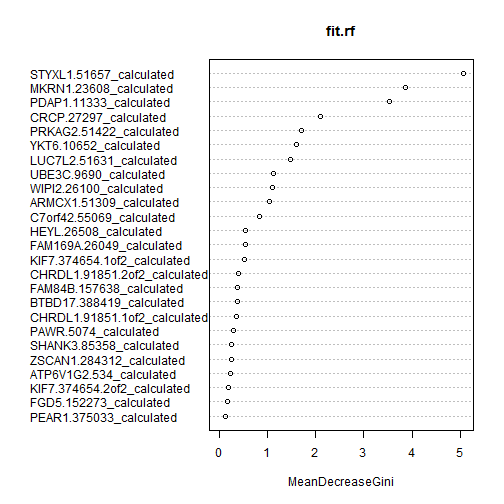 fit.rf
STYXL1.51657_calculated
MKRN1.23608_calculated
PDAP1.11333_calculated
CRCP.27297_calculated
PRKAG2.51422_calculated
YKT6.10652_calculated
LUC7L2.51631_calculated
UBE3C.9690_calculated
WIPI2.26100_calculated
ARMCX1.51309_calculated
C7orf42.55069_calculated
HEYL.26508_calculated
FAM169A.26049_calculated
KIF7.374654.1of2_calculated
CHRDL1.91851.2of2_calculated
FAM84B.157638_calculated
BTBD17.388419_calculated
CHRDL1.91851.1of2_calculated
PAWR.5074_calculated
SHANK3.85358_calculated
ZSCAN1.284312_calculated
ATP6V1G2.534_calculated
KIF7.374654.2of2_calculated
FGD5.152273_calculated
PEAR1.375033_calculated
0 1 2 3 4 5
MeanDecreaseGini